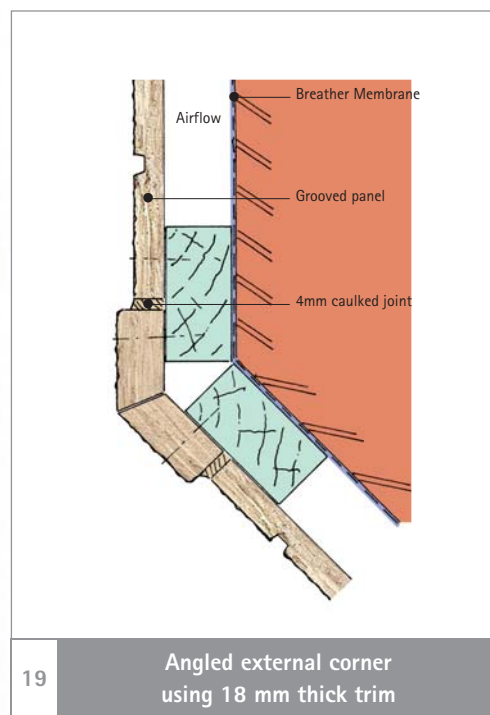 Breather Membrane
Airflow
Grooved panel
4mm caulked joint
19
Angled external corner
using 18 mm thick trim